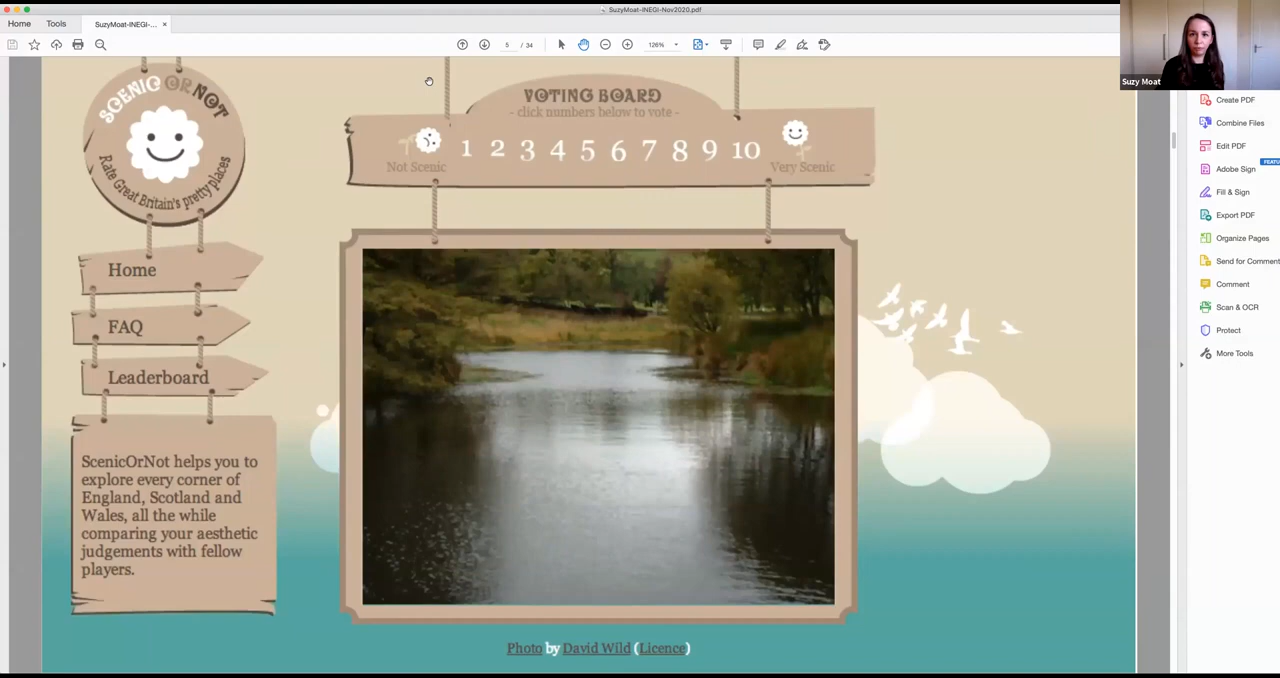 SuzyMoat-INEGI-Nov2020.pdf
Home
Tools
SuzyMoat-INEGI-...
5 / 34
126%
Suzy Moat
SCENIC OR NOT
Rate Great Britain's pretty places
VOTING BOARD
- click numbers below to vote -
1 2 3 4 5 6 7 8 9 10
Not Scenic
Very Scenic
Home
FAQ
Leaderboard
ScenicOrNot helps you to
explore every corner of
England, Scotland and
Wales, all the while
comparing your aesthetic
judgements with fellow
players.
Photo by David Wild (Licence)
Create PDF
Combine Files
Edit PDF
FEATU
Adobe Sign
Fill & Sign
Export PDF
Organize Pages
Send for Comment
Comment
Scan & OCR
Protect
More Tools